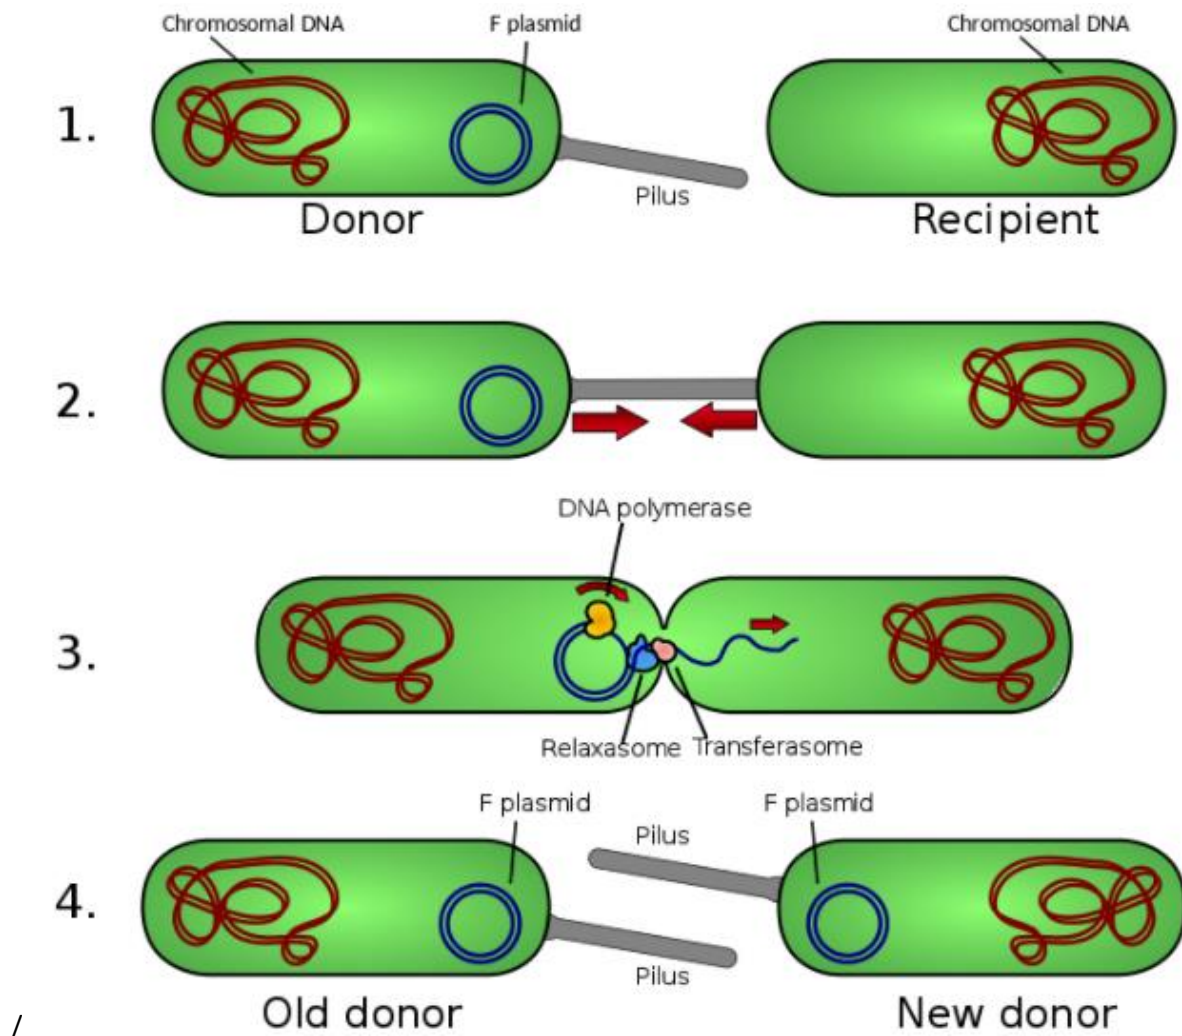 Chromosomal DNA
F plasmid
Chromosomal DNA
1.
Pilus
Donor
Recipient
2.
DNA polymerase
3.
Relaxasome
Transferasome
F plasmid
F plasmid
Pilus
4.
Pilus
Old donor
New donor
/